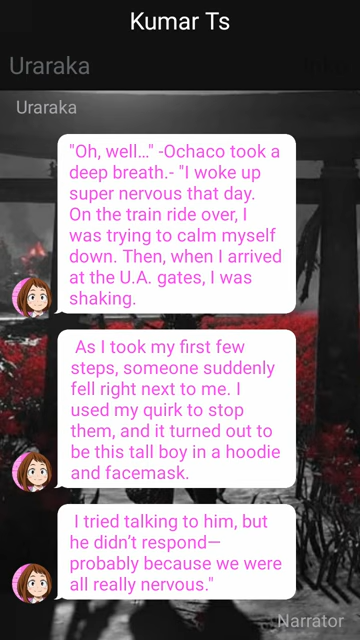 Kumar Ts
Uraraka
Uraraka
"Oh, well..." -Ochaco took a
deep breath.- "I woke up
super nervous that day.
On the train ride over, I
was trying to calm myself
down. Then, when I arrived
at the U.A. gates, I was
shaking.
As I took my first few
steps, someone suddenly
fell right next to me. I
used my quirk to stop
them, and it turned out to
be this tall boy in a hoodie
and facemask.
I tried talking to him, but
he didn't respond—
probably because we were
all really nervous."
Narrator